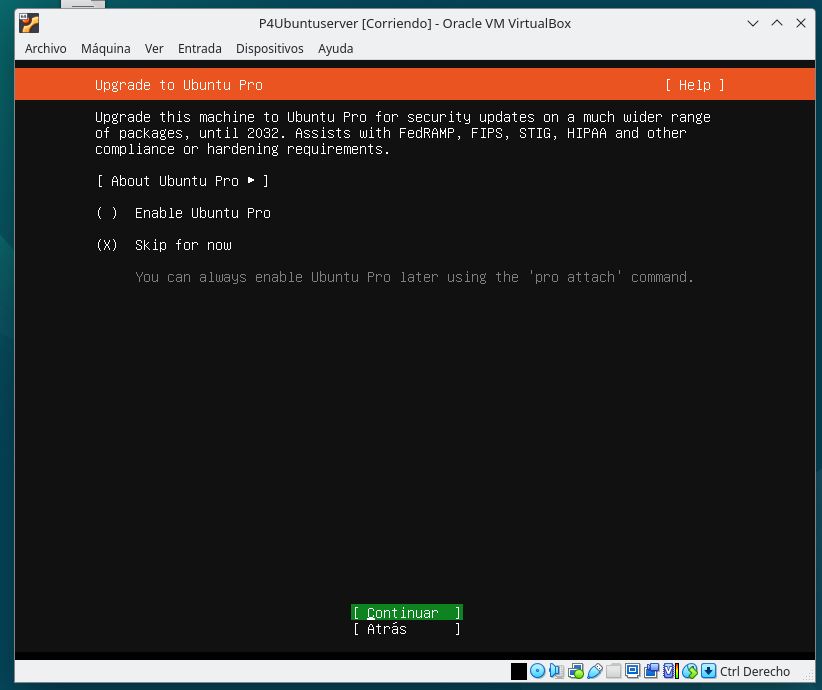 P4Ubuntuserver [Corriendo] - Oracle VM VirtualBox
Archivo Máquina Ver Entrada Dispositivos Ayuda
Upgrade to Ubuntu Pro [ Help ]
Upgrade this machine to Ubuntu Pro for security updates on a much wider range
of packages, until 2032. Assists with FedRAMP, FIPS, STIG, HIPAA and other
compliance or hardening requirements.
[ About Ubuntu Pro ▸ ]
( ) Enable Ubuntu Pro
(X) Skip for now
You can always enable Ubuntu Pro later using the 'pro attach' command.
[ Continuar ]
[ Atrás ]
Ctrl Derecho